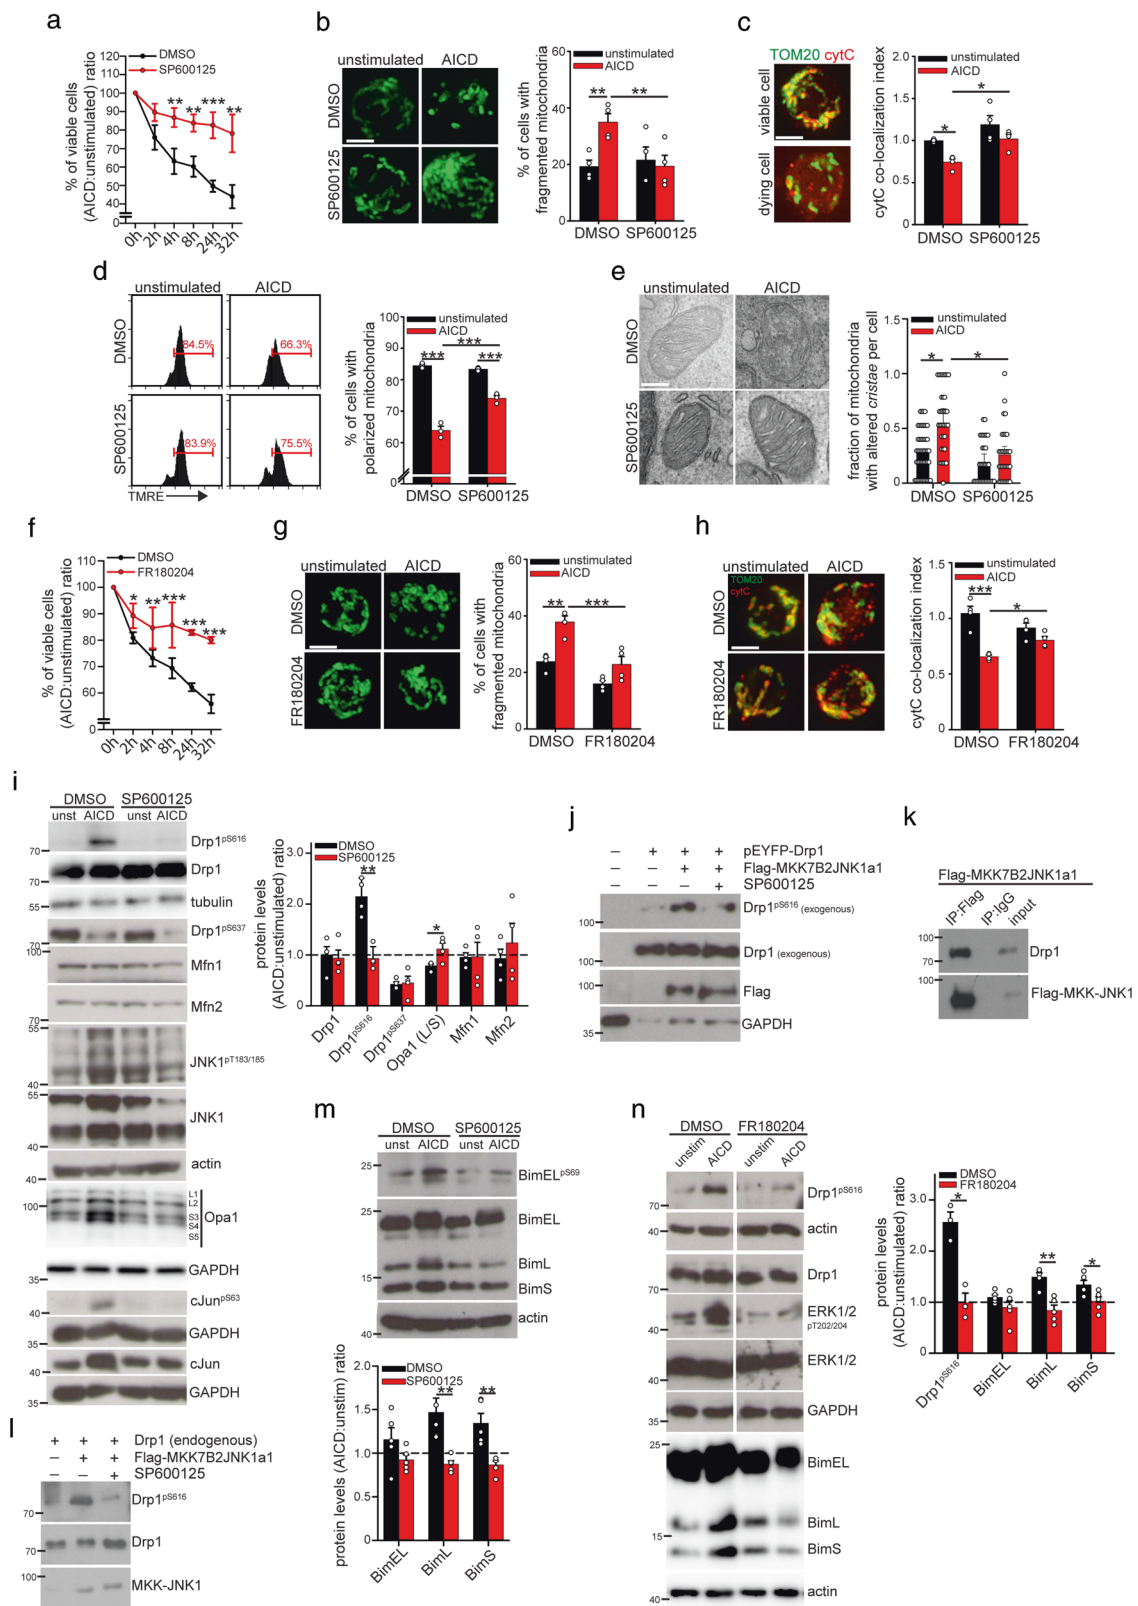 a
DMSO
SP600125
% of viable cells
(AICD:unstimulated) ratio
120
110
100
90
80
70
60
50
40
0
** ** *** **
0h 2h 4h 8h 24h 32h
b
unstimulated AICD
DMSO
SP600125
% of cells with
fragmented mitochondria
60
40
20
0
unstimulated
AICD
** **
DMSO SP600125
c
TOM20 cytC
viable cell
dying cell
cytC co-localization index
2.0
1.5
1.0
0.5
0
unstimulated
AICD
* *
DMSO SP600125
d
unstimulated AICD
DMSO
SP600125
84.5% 66.3%
83.9% 75.5%
TMRE
% of cells with
polarized mitochondria
100
90
80
70
60
0
unstimulated
AICD
*** *** ***
DMSO SP600125
e
unstimulated AICD
DMSO
SP600125
fraction of mitochondria
with altered cristae per cell
1.5
1.0
0.5
0
unstimulated
AICD
* *
DMSO SP600125
f
DMSO
FR180204
% of viable cells
(AICD:unstimulated) ratio
110
100
90
80
70
60
0
* ** *** *** ***
0h 2h 4h 8h 24h 32h
g
unstimulated AICD
DMSO
FR180204
% of cells with
fragmented mitochondria
60
40
20
0
unstimulated
AICD
** ***
DMSO FR180204
h
unstimulated AICD
TOM20
cytC
DMSO
FR180204
cytC co-localization index
1.5
1.0
0.5
0
unstimulated
AICD
*** *
DMSO FR180204
i
DMSO SP600125
unst AICD unst AICD
70 Drp1pS616
70 Drp1
55 tubulin
70 Drp1pS637
100 Mfn1
70 Mfn2
55
40 JNK1pT183/185
55
40 JNK1
40 actin
100 L1 L2 S3 S4 S5 Opa1
35 GAPDH
40 cJunpS63
35 GAPDH
40 cJun
35 GAPDH
protein levels
(AICD:unstimulated) ratio
3.0
2.0
1.0
0
DMSO
SP600125
** *
Drp1 Drp1pS616 Drp1pS637 Opa1 (L/S) Mfn1 Mfn2
j
– + + + pEYFP-Drp1
– – + + Flag-MKK7B2JNK1a1
– – – + SP600125
100 Drp1pS616 (exogenous)
100 Drp1 (exogenous)
Flag
35 GAPDH
k
Flag-MKK7B2JNK1a1
IP:Flag IP:IgG input
100
70 Drp1
100 Flag-MKK-JNK1
l
+ + + Drp1 (endogenous)
– + + Flag-MKK7B2JNK1a1
– – + SP600125
70 Drp1pS616
70 Drp1
100 MKK-JNK1
m
DMSO SP600125
unst AICD unst AICD
25 BimELpS69
25 BimEL
15 BimL
BimS
40 actin
protein levels (AICD:unstim) ratio
2.0
1.5
1.0
0.5
0
DMSO
SP600125
** **
BimEL BimL BimS
n
DMSO FR180204
unstim AICD unstim AICD
70 Drp1pS616
40 actin
70 Drp1
40 ERK1/2
pT202/204
40 ERK1/2
35 GAPDH
25 BimEL
15 BimL
BimS
40 actin
protein levels
(AICD:unstimulated) ratio
3.0
2.0
1.0
0
DMSO
FR180204
* ** *
Drp1pS616 BimEL BimL BimS